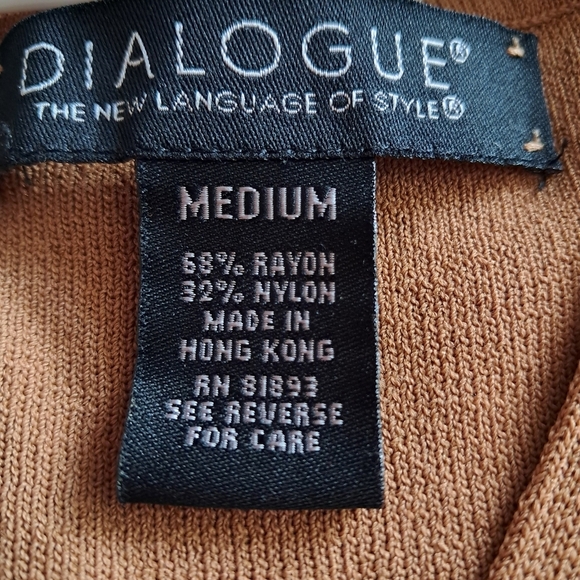 DIALOGUE®
THE NEW LANGUAGE OF STYLE®
MEDIUM
68% RAYON
32% NYLON
MADE IN
HONG KONG
RN 81893
SEE REVERSE
FOR CARE